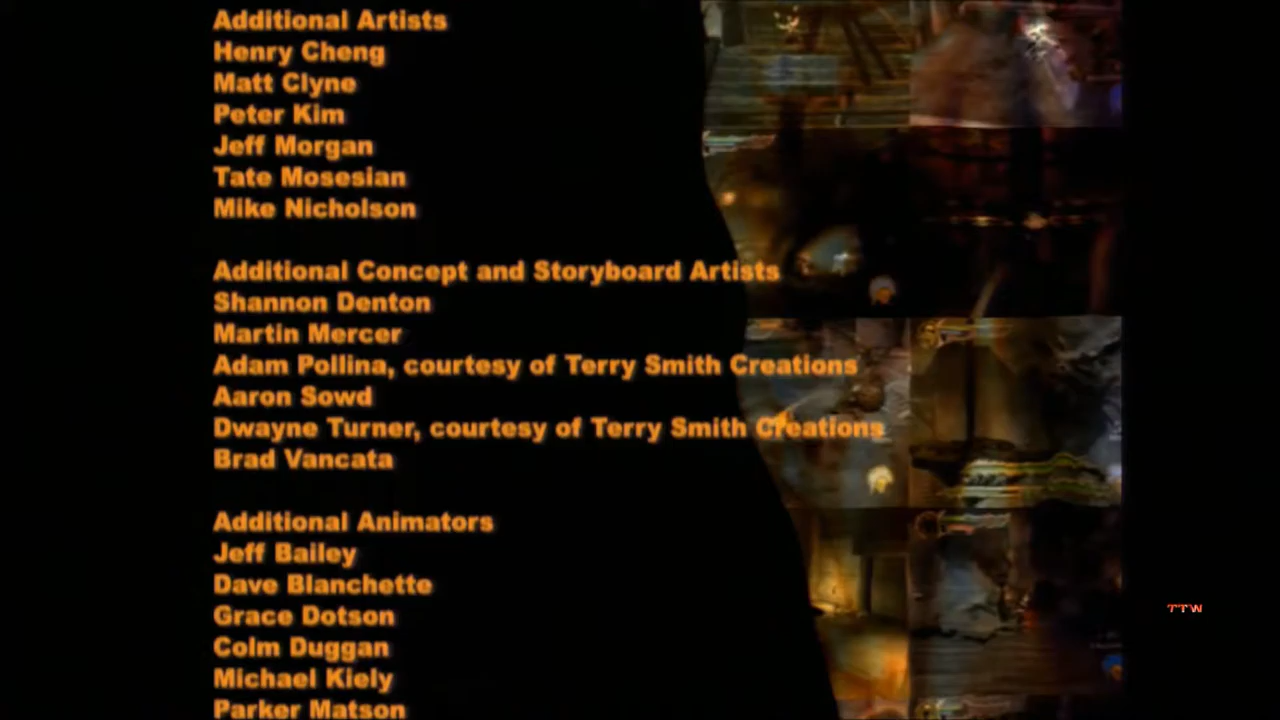 Additional Artists
Henry Cheng
Matt Clyne
Peter Kim
Jeff Morgan
Tate Mosesian
Mike Nicholson
Additional Concept and Storyboard Artists
Shannon Denton
Martin Mercer
Adam Pollina, courtesy of Terry Smith Creations
Aaron Sowd
Dwayne Turner, courtesy of Terry Smith Creations
Brad Vancata
Additional Animators
Jeff Bailey
Dave Blanchette
Grace Dotson
Colm Duggan
Michael Kiely
Parker Matson
TTW